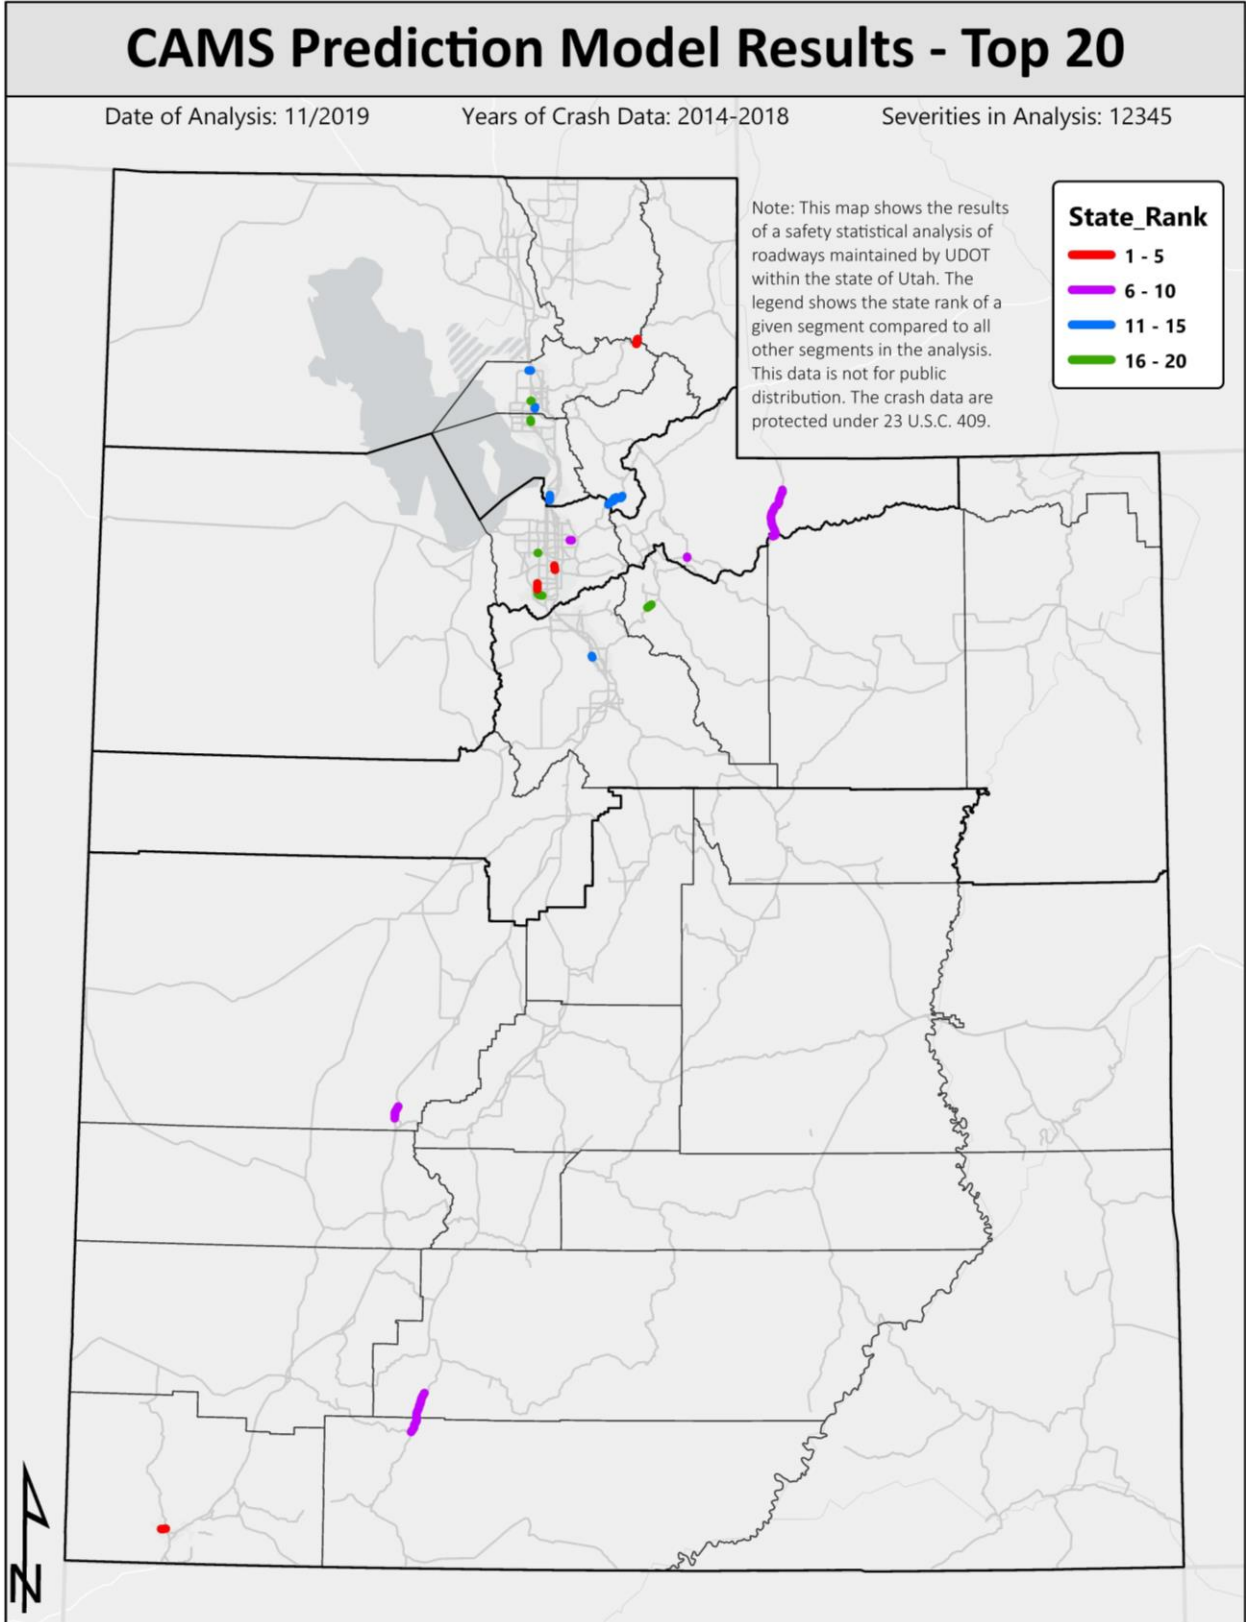 CAMS Prediction Model Results - Top 20
Date of Analysis: 11/2019 Years of Crash Data: 2014-2018 Severities in Analysis: 12345
Note: This map shows the results
of a safety statistical analysis of
roadways maintained by UDOT
within the state of Utah. The
legend shows the state rank of a
given segment compared to all
other segments in the analysis.
This data is not for public
distribution. The crash data are
protected under 23 U.S.C. 409.
State_Rank
1 - 5
6 - 10
11 - 15
16 - 20
N